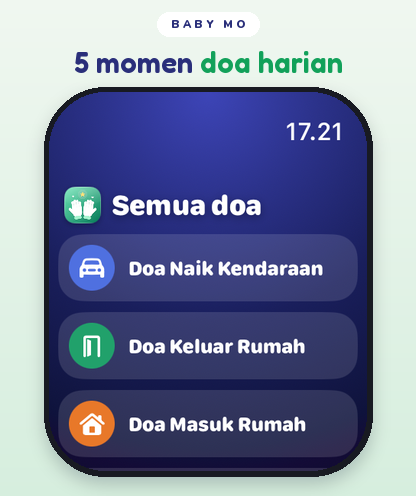 BABY MO
5 momen doa harian
17.21
Semua doa
Doa Naik Kendaraan
Doa Keluar Rumah
Doa Masuk Rumah